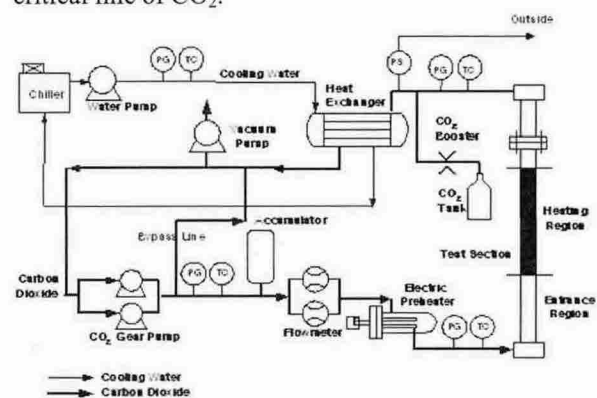 critical line of CO₂.
Outside
PG TC
PS
PG TC
Cooling Water
Chiller
Water Pump
Heat
Exchanger
Vacuum
Pump
CO₂
Booster
CO₂
Tank
Heating
Region
Accumulator
Bypass Line
Test Section
Carbon
Dioxide
PG TC
Electric
Preheater
Entrance
Region
PG TC
CO₂ Gear Pump
Flowmeter
Cooling Water
Carbon Dioxide